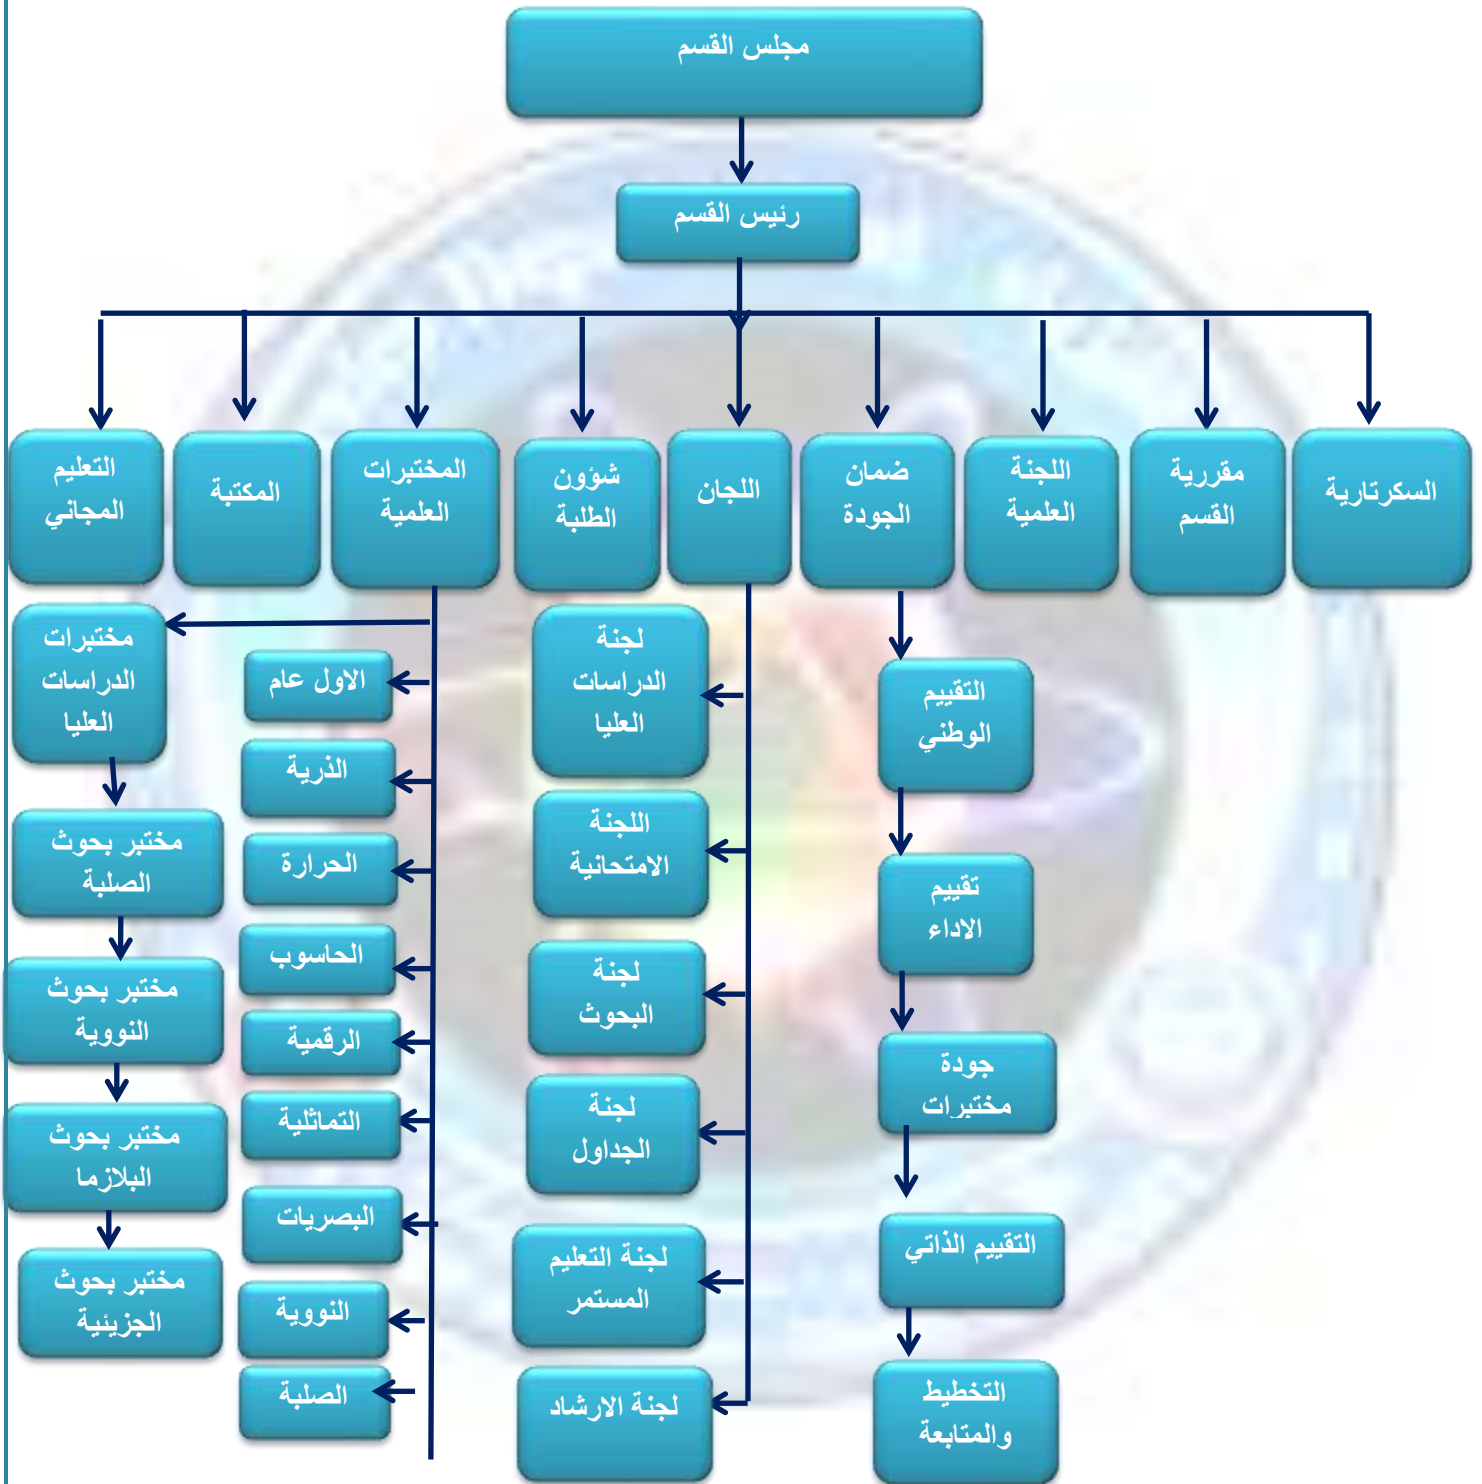 مجلس القسم
رئيس القسم
السكرتارية
مقررية
القسم
اللجنة
العلمية
ضمان
الجودة
اللجان
شؤون
الطلبة
المختبرات
العلمية
المكتبة
التعليم
المجاني
التقييم
الوطني
تقييم
الاداء
جودة
مختبرات
التقييم الذاتي
التخطيط
والمتابعة
لجنة
الدراسات
العليا
اللجنة
الامتحانية
لجنة
البحوث
لجنة
الجداول
لجنة التعليم
المستمر
لجنة الارشاد
الاول عام
الذرية
الحرارة
الحاسوب
الرقمية
التماثلية
البصريات
النووية
الصلبة
مختبرات
الدراسات
العليا
مختبر بحوث
الصلبة
مختبر بحوث
النووية
مختبر بحوث
البلازما
مختبر بحوث
الجزيئية